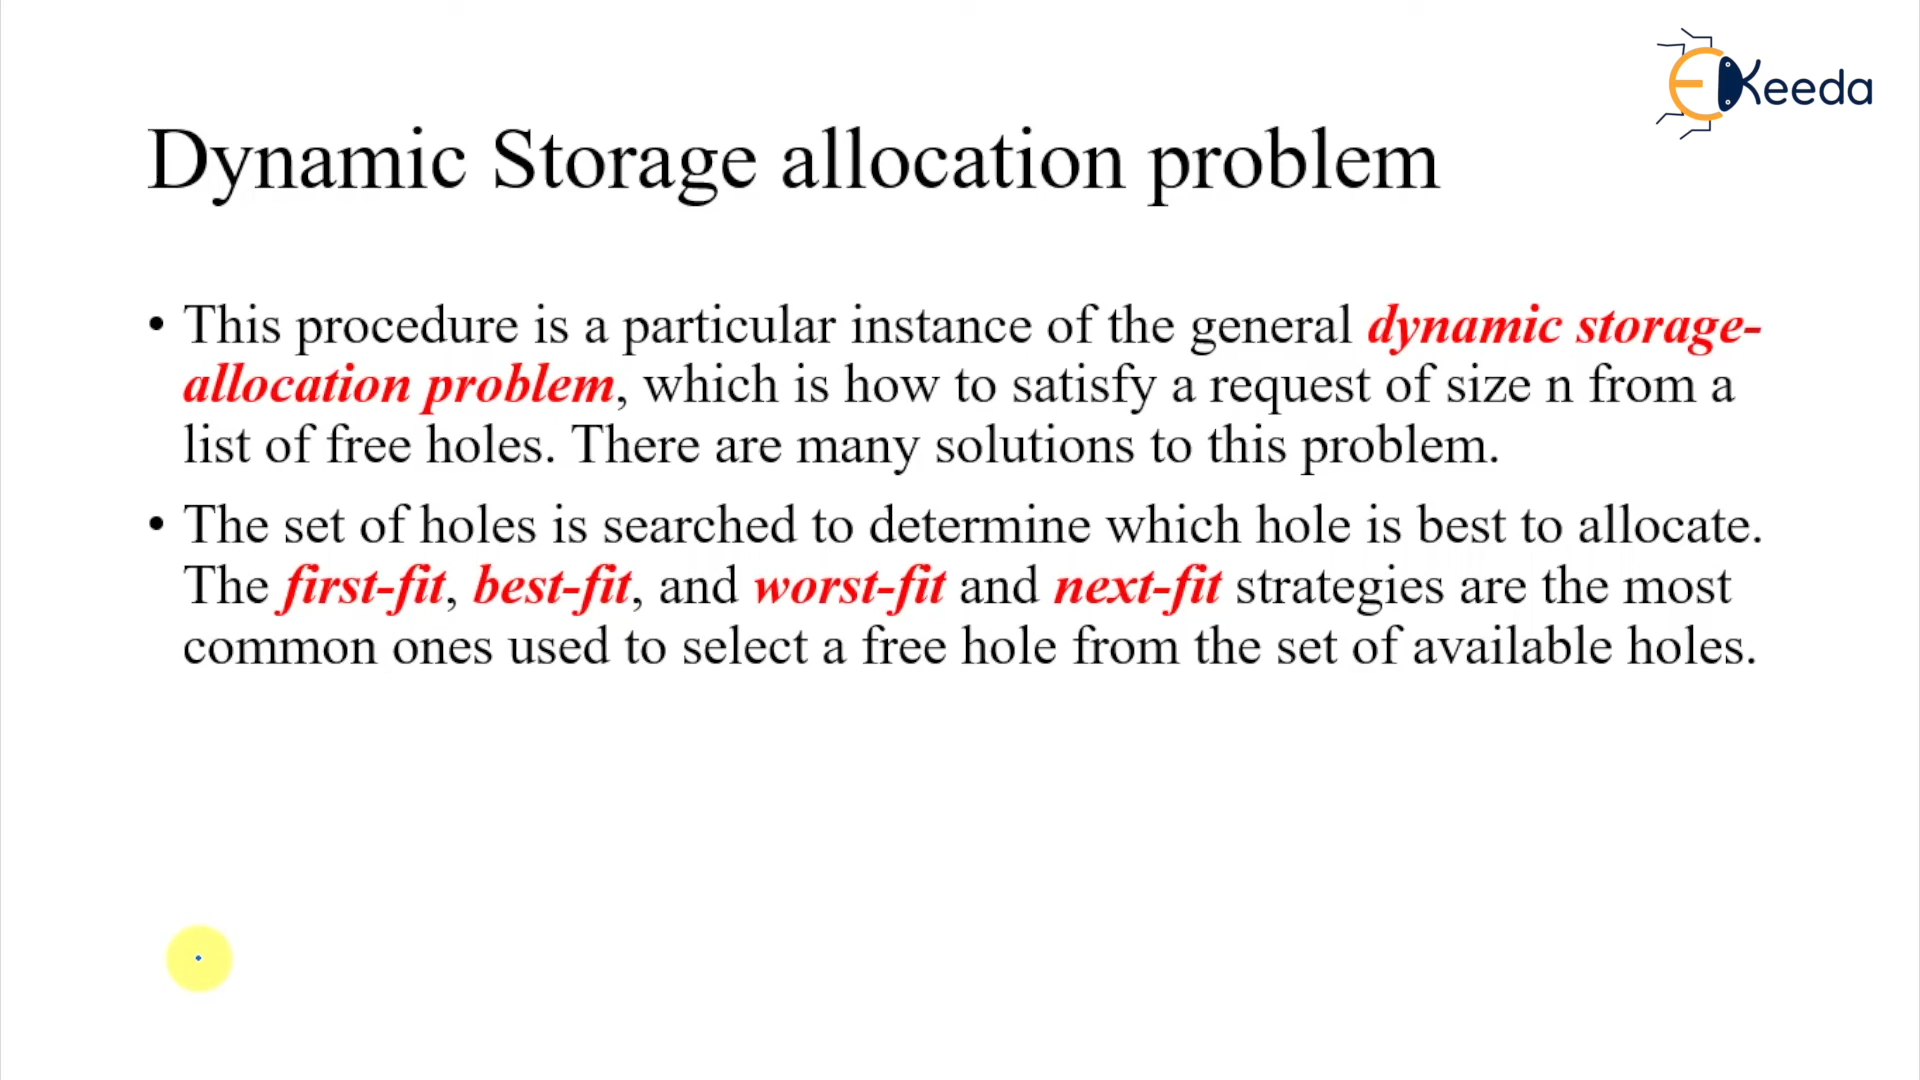 EKeeda
Dynamic Storage allocation problem
• This procedure is a particular instance of the general dynamic storage-
allocation problem, which is how to satisfy a request of size n from a
list of free holes. There are many solutions to this problem.
• The set of holes is searched to determine which hole is best to allocate.
The first-fit, best-fit, and worst-fit and next-fit strategies are the most
common ones used to select a free hole from the set of available holes.